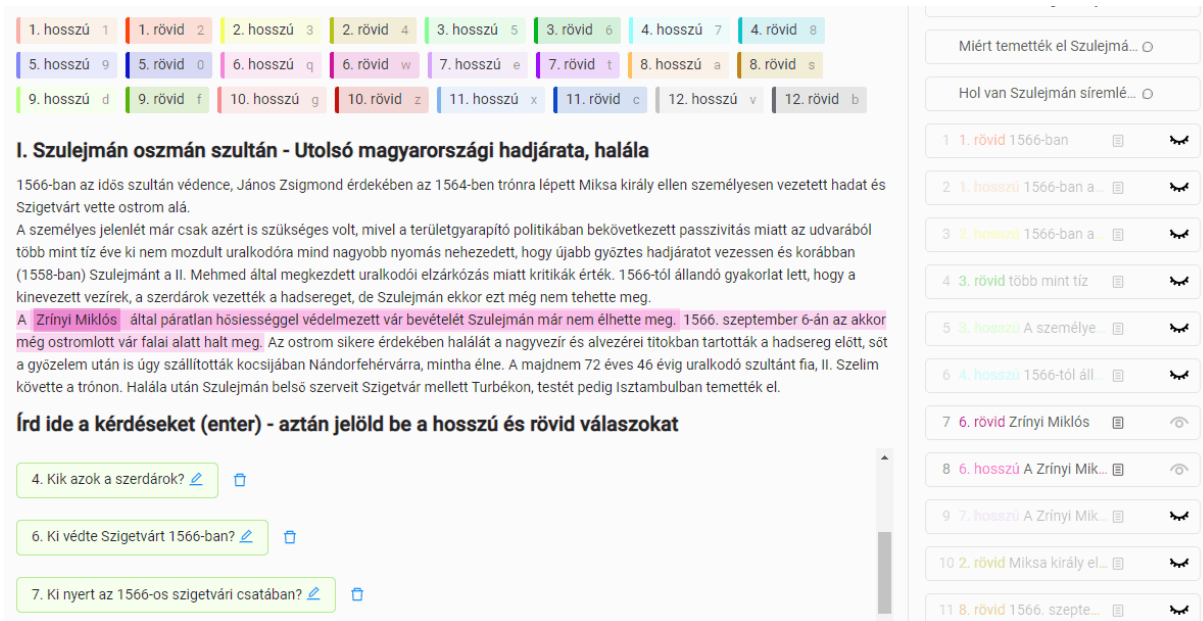 1. hosszú 1 1. rövid 2 2. hosszú 3 2. rövid 4 3. hosszú 5 3. rövid 6 4. hosszú 7 4. rövid 8
5. hosszú 9 5. rövid 0 6. hosszú q 6. rövid w 7. hosszú e 7. rövid t 8. hosszú a 8. rövid s
9. hosszú d 9. rövid f 10. hosszú g 10. rövid z 11. hosszú x 11. rövid c 12. hosszú v 12. rövid b
I. Szulejmán oszmán szultán - Utolsó magyarországi hadjárata, halála
1566-ban az idős szultán védence, János Zsigmond érdekében az 1564-ben trónra lépett Miksa király ellen személyesen vezetett hadat és
Szigetvárt vette ostrom alá.
A személyes jelenlét már csak azért is szükséges volt, mivel a területgyarapító politikában bekövetkezett passzivitás miatt az udvarából
több mint tíz éve ki nem mozdult uralkodóra mind nagyobb nyomás nehezedett, hogy újabb győztes hadjáratot vezessen és korábban
(1558-ban) Szulejmánt a II. Mehmed által megkezdett uralkodói elzárkózás miatt kritikák érték. 1566-tól állandó gyakorlat lett, hogy a
kinevezett vezírek, a szerdárok vezették a hadsereget, de Szulejmán ekkor ezt még nem tehette meg.
A Zrínyi Miklós által páratlan hősiességgel védelmezett vár bevételét Szulejmán már nem élhette meg. 1566. szeptember 6-án az akkor
még ostromlott vár falai alatt halt meg. Az ostrom sikere érdekében halálát a nagyvezír és alvezérei titokban tartották a hadsereg előtt, sőt
a győzelem után is úgy szállították kocsijában Nándorfehérvárra, mintha élne. A majdnem 72 éves 46 évig uralkodó szultánt fia, II. Szelim
követte a trónon. Halála után Szulejmán belső szerveit Szigetvár mellett Turbékon, testét pedig Isztambulban temették el.
Írd ide a kérdéseket (enter) - aztán jelöld be a hosszú és rövid válaszokat
4. Kik azok a szerdárok?
6. Ki védte Szigetvárt 1566-ban?
7. Ki nyert az 1566-os szigetvári csatában?
Miért temették el Szulejmá...
Hol van Szulejmán síremlé...
1 1. rövid 1566-ban
2 1. hosszú 1566-ban a...
3 2. hosszú 1566-ban a...
4 3. rövid több mint tíz
5 3. hosszú A személye...
6 4. hosszú 1566-tól áll...
7 6. rövid Zrínyi Miklós
8 6. hosszú A Zrínyi Mik...
9 7. hosszú A Zrínyi Mik...
10 2. rövid Miksa király el...
11 8. rövid 1566. szepte...